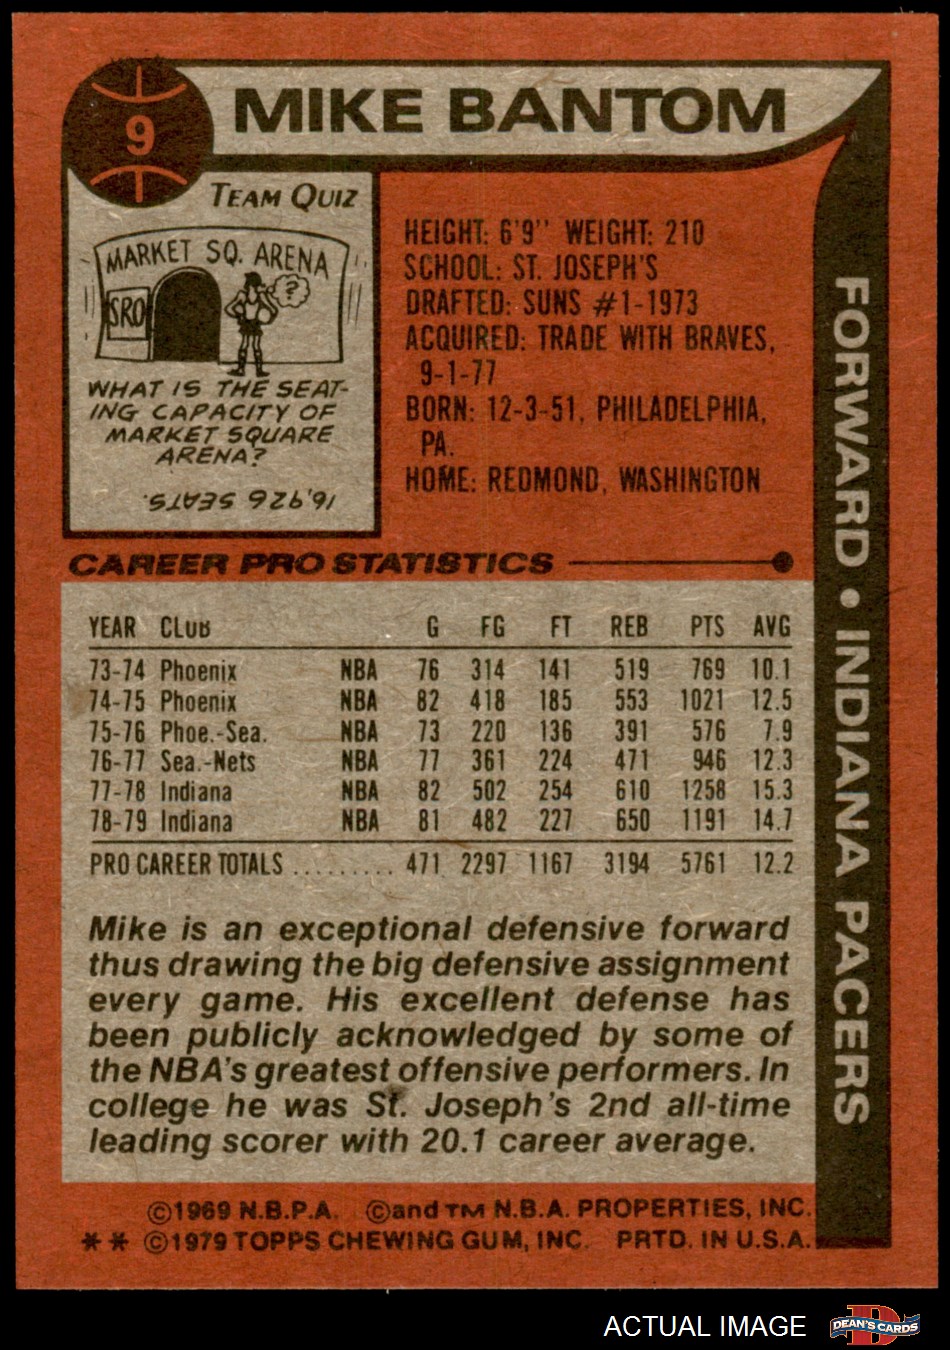 9
MIKE BANTOM
TEAM QUIZ
MARKET SQ. ARENA
SRO
?
WHAT IS THE SEAT-
ING CAPACITY OF
MARKET SQUARE
ARENA?
16,926 SEATS.
HEIGHT: 6'9" WEIGHT: 210
SCHOOL: ST. JOSEPH'S
DRAFTED: SUNS #1-1973
ACQUIRED: TRADE WITH BRAVES,
9-1-77
BORN: 12-3-51, PHILADELPHIA,
PA.
HOME: REDMOND, WASHINGTON
FORWARD • INDIANA PACERS
CAREER PRO STATISTICS
YEAR CLUB G FG FT REB PTS AVG
73-74 Phoenix NBA 76 314 141 519 769 10.1
74-75 Phoenix NBA 82 418 185 553 1021 12.5
75-76 Phoe.-Sea. NBA 73 220 136 391 576 7.9
76-77 Sea.-Nets NBA 77 361 224 471 946 12.3
77-78 Indiana NBA 82 502 254 610 1258 15.3
78-79 Indiana NBA 81 482 227 650 1191 14.7
PRO CAREER TOTALS ......... 471 2297 1167 3194 5761 12.2
Mike is an exceptional defensive forward
thus drawing the big defensive assignment
every game. His excellent defense has
been publicly acknowledged by some of
the NBA's greatest offensive performers. In
college he was St. Joseph's 2nd all-time
leading scorer with 20.1 career average.
©1969 N.B.P.A. ©and TM N.B.A. PROPERTIES, INC.
** ©1979 TOPPS CHEWING GUM, INC. PRTD. IN U.S.A.
ACTUAL IMAGE
D
DEAN'S CARDS